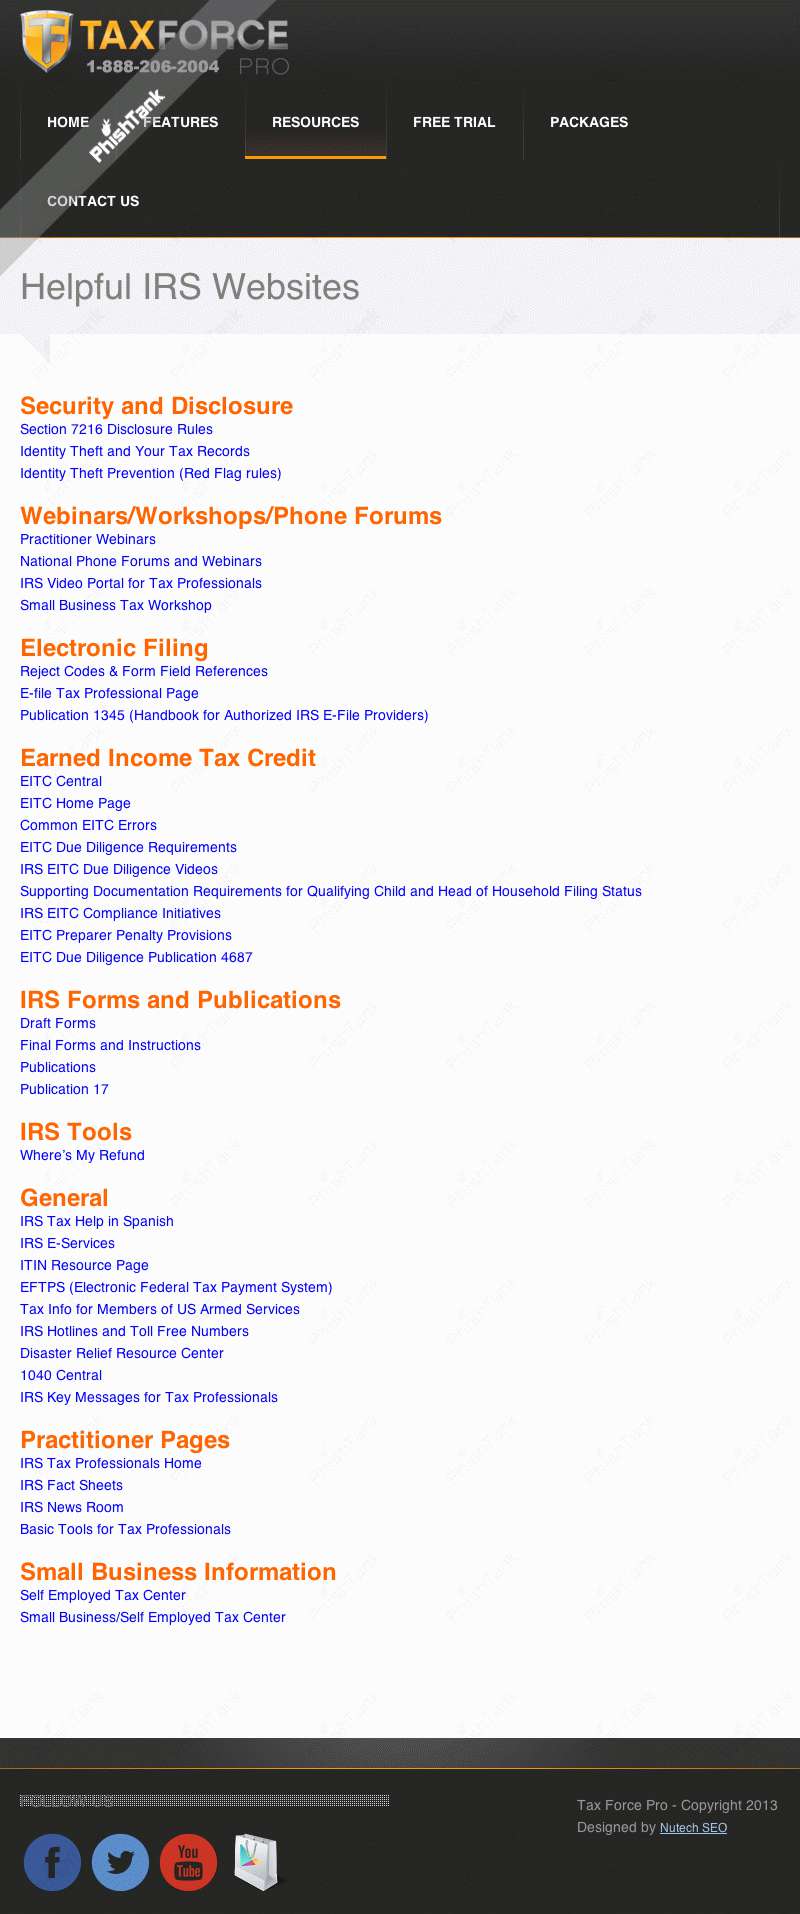 TAXFORCE
1-888-206-2004 PRO
PhishTank
HOME FEATURES RESOURCES FREE TRIAL PACKAGES
CONTACT US
Helpful IRS Websites
Security and Disclosure
Section 7216 Disclosure Rules
Identity Theft and Your Tax Records
Identity Theft Prevention (Red Flag rules)
Webinars/Workshops/Phone Forums
Practitioner Webinars
National Phone Forums and Webinars
IRS Video Portal for Tax Professionals
Small Business Tax Workshop
Electronic Filing
Reject Codes & Form Field References
E-file Tax Professional Page
Publication 1345 (Handbook for Authorized IRS E-File Providers)
Earned Income Tax Credit
EITC Central
EITC Home Page
Common EITC Errors
EITC Due Diligence Requirements
IRS EITC Due Diligence Videos
Supporting Documentation Requirements for Qualifying Child and Head of Household Filing Status
IRS EITC Compliance Initiatives
EITC Preparer Penalty Provisions
EITC Due Diligence Publication 4687
IRS Forms and Publications
Draft Forms
Final Forms and Instructions
Publications
Publication 17
IRS Tools
Where's My Refund
General
IRS Tax Help in Spanish
IRS E-Services
ITIN Resource Page
EFTPS (Electronic Federal Tax Payment System)
Tax Info for Members of US Armed Services
IRS Hotlines and Toll Free Numbers
Disaster Relief Resource Center
1040 Central
IRS Key Messages for Tax Professionals
Practitioner Pages
IRS Tax Professionals Home
IRS Fact Sheets
IRS News Room
Basic Tools for Tax Professionals
Small Business Information
Self Employed Tax Center
Small Business/Self Employed Tax Center
FOLLOW US
Tax Force Pro - Copyright 2013
Designed by Nutech SEO
You
Tube